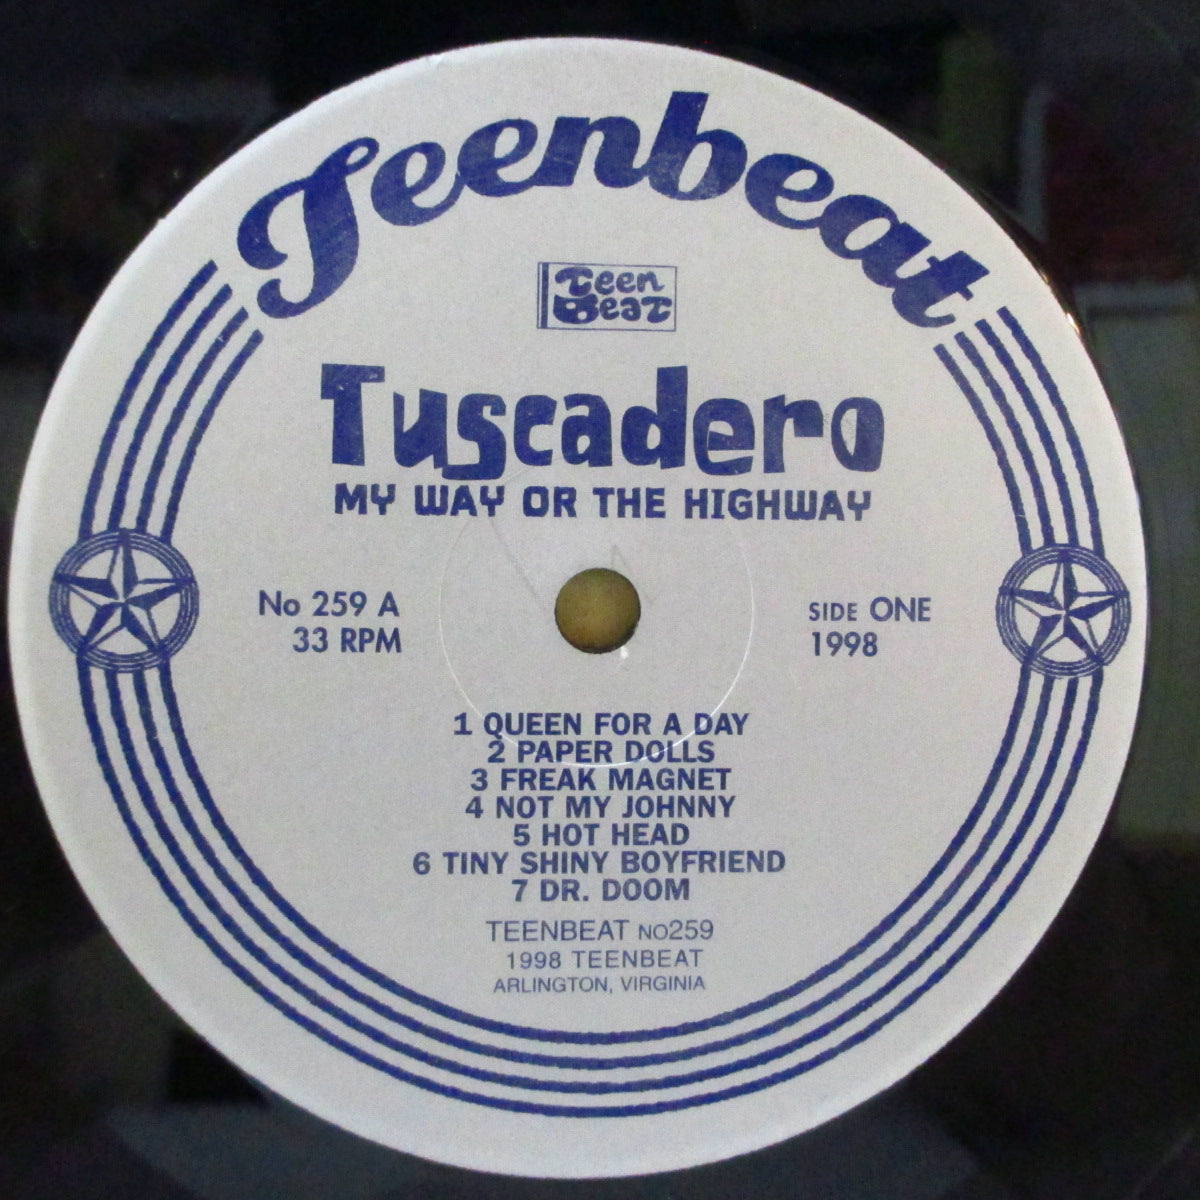 Teenbeat
Teen
Beat
Tuscadero
MY WAY OR THE HIGHWAY
No 259 A
33 RPM
SIDE ONE
1998
1 QUEEN FOR A DAY
2 PAPER DOLLS
3 FREAK MAGNET
4 NOT MY JOHNNY
5 HOT HEAD
6 TINY SHINY BOYFRIEND
7 DR. DOOM
TEENBEAT NO259
1998 TEENBEAT
ARLINGTON, VIRGINIA